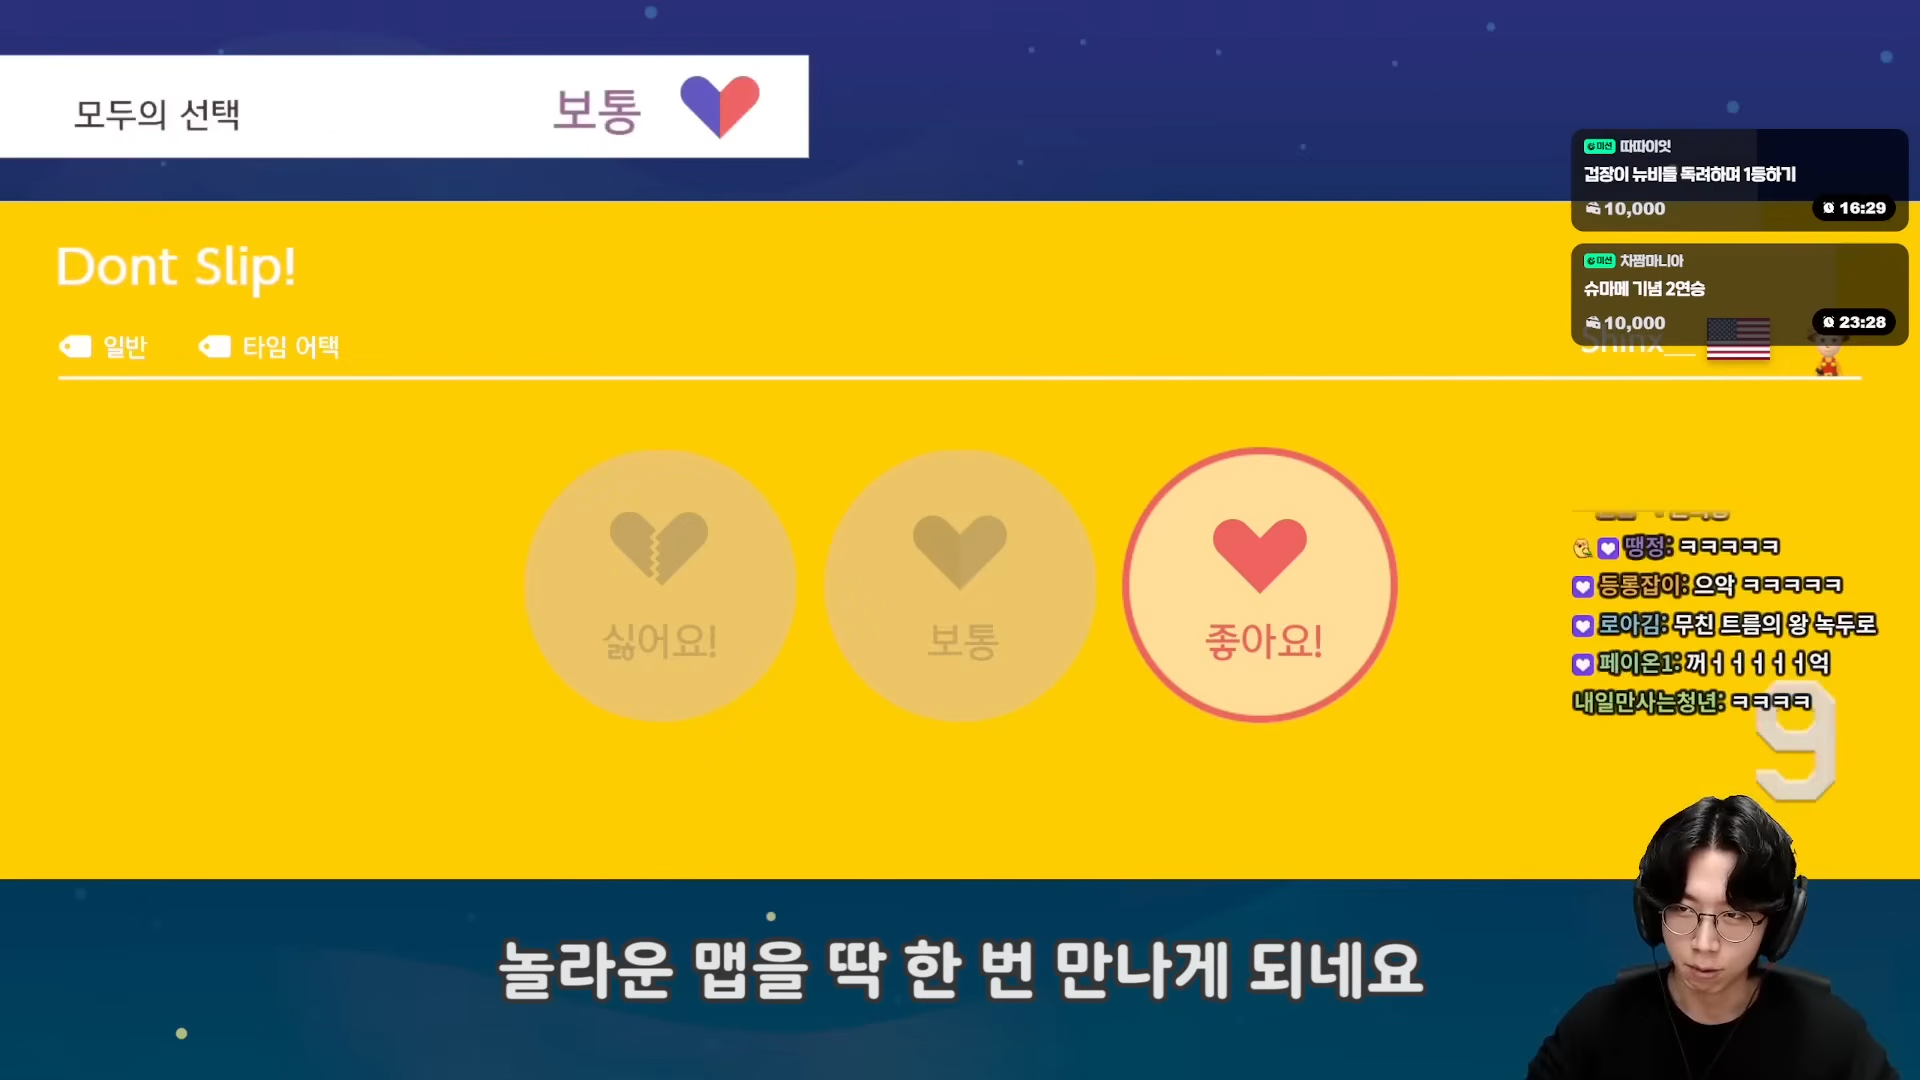 모두의 선택
보통
Dont Slip!
일반
타임 어택
미션 따따이잇
겁장이 뉴비들 독려하며 1등하기
10,000
16:29
미션 차짬마니아
슈마메 기념 2연승
10,000
23:28
Shinx__
싫어요!
보통
좋아요!
땡정: ㅋㅋㅋㅋㅋ
등롱잡이: 으악 ㅋㅋㅋㅋㅋ
로아김: 무친 트름의 왕 녹두로
페이온1: 꺼ㅓㅓㅓㅓㅓ억
내일만사는청년: ㅋㅋㅋㅋ
9
놀라운 맵을 딱 한 번 만나게 되네요